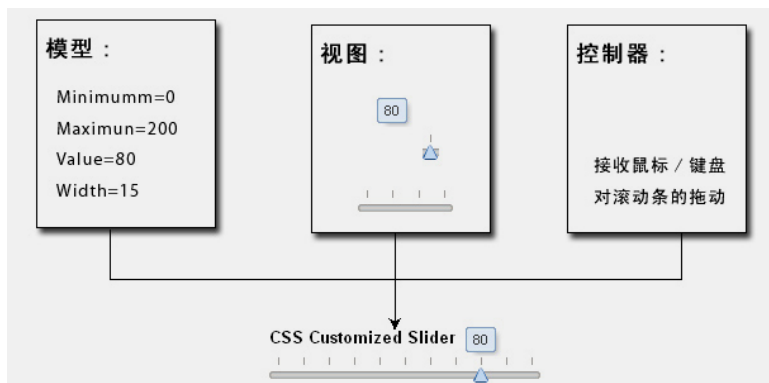 模型：
Minimumm=0
Maximun=200
Value=80
Width=15
视图：
80
控制器：
接收鼠标 / 键盘
对滚动条的拖动
CSS Customized Slider 80